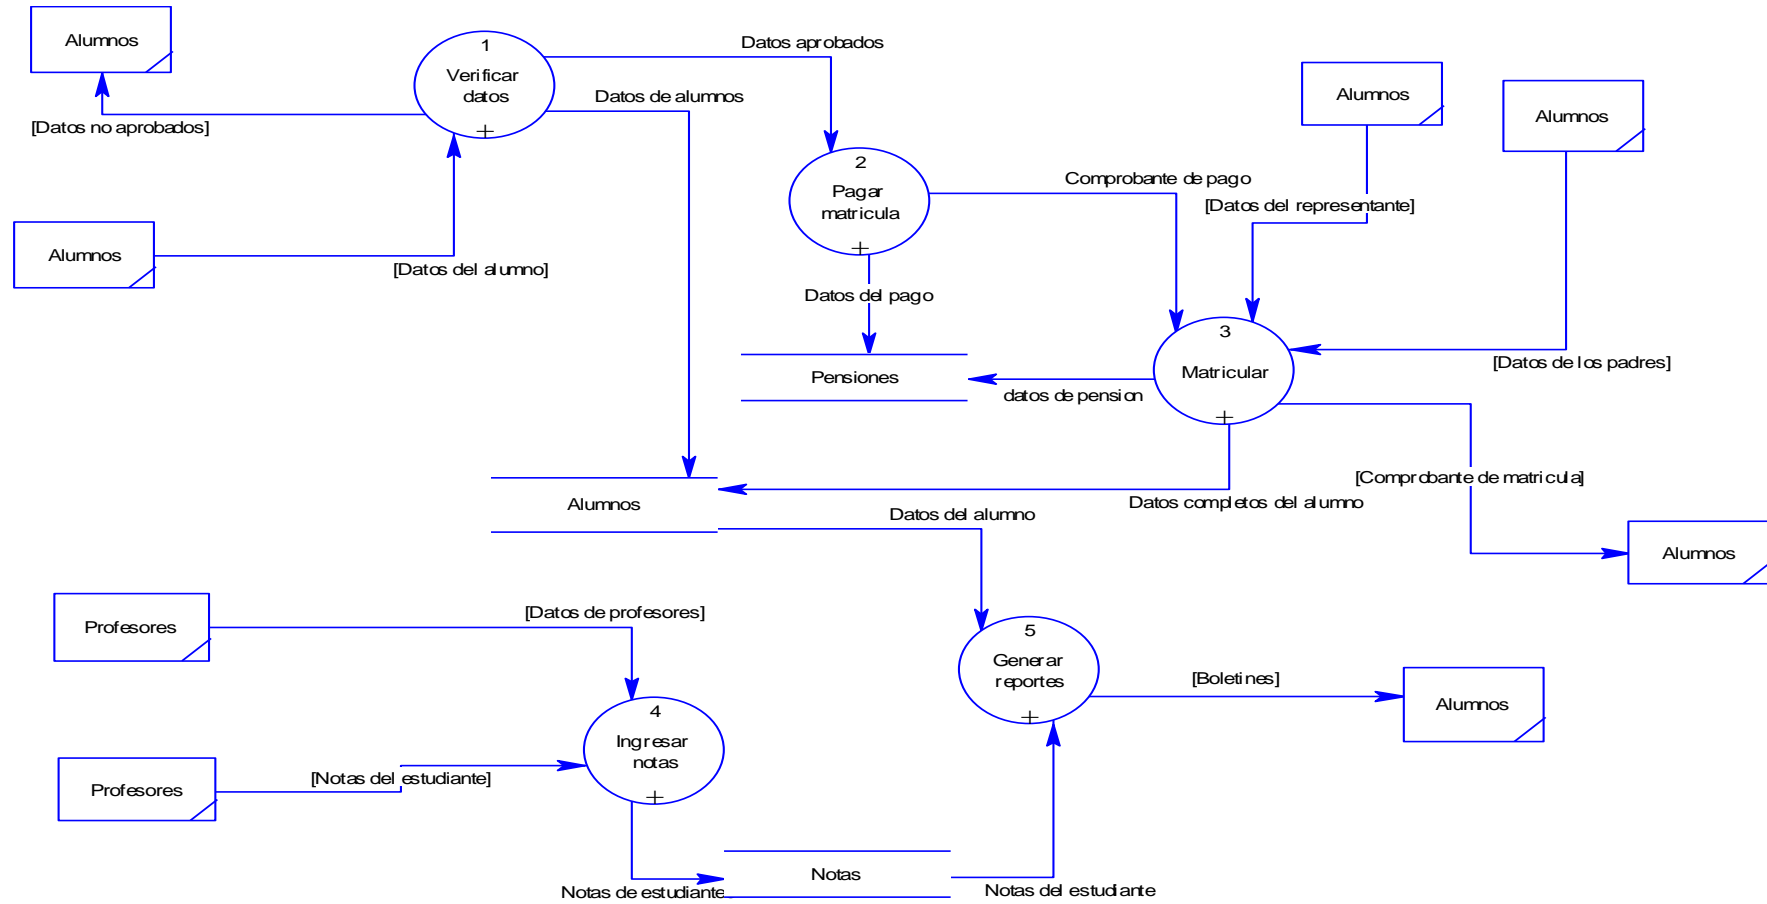 Alumnos
1
Verificar
datos
Datos aprobados
Datos de alumnos
[Datos no aprobados]
Alumnos
Alumnos
2
Pagar
matricula
Comprobante de pago
[Datos del representante]
Alumnos
[Datos del alumno]
Datos del pago
3
Matricular
[Datos de los padres]
Pensiones
datos de pension
[Comprobante de matricula]
Alumnos
Datos completos del alumno
Datos del alumno
Alumnos
Profesores
[Datos de profesores]
5
Generar
reportes
[Boletines]
Alumnos
4
Ingresar
notas
[Notas del estudiante]
Profesores
Notas
Notas de estudiante
Notas del estudiante